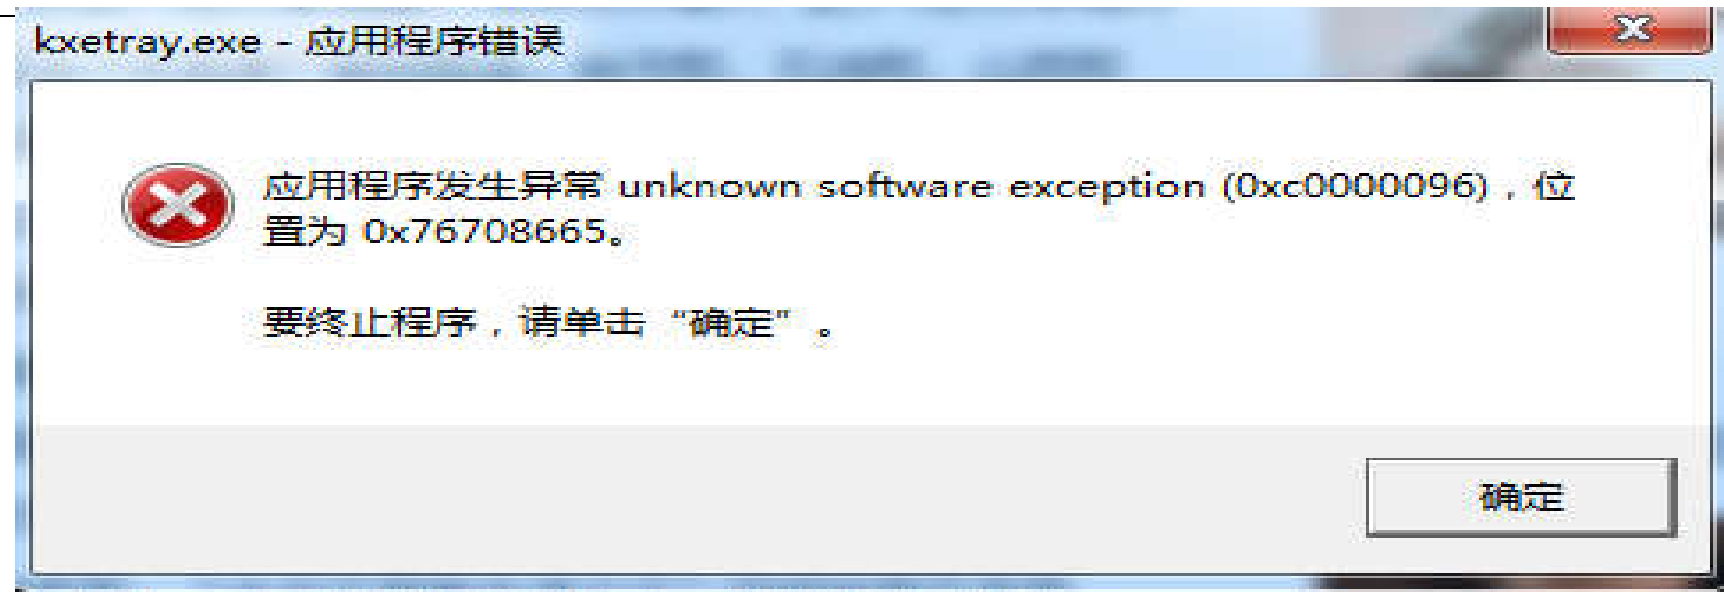 kxetray.exe - 应用程序错误
应用程序发生异常 unknown software exception (0xc0000096)，位
置为 0x76708665。
要终止程序，请单击“确定”。
确定